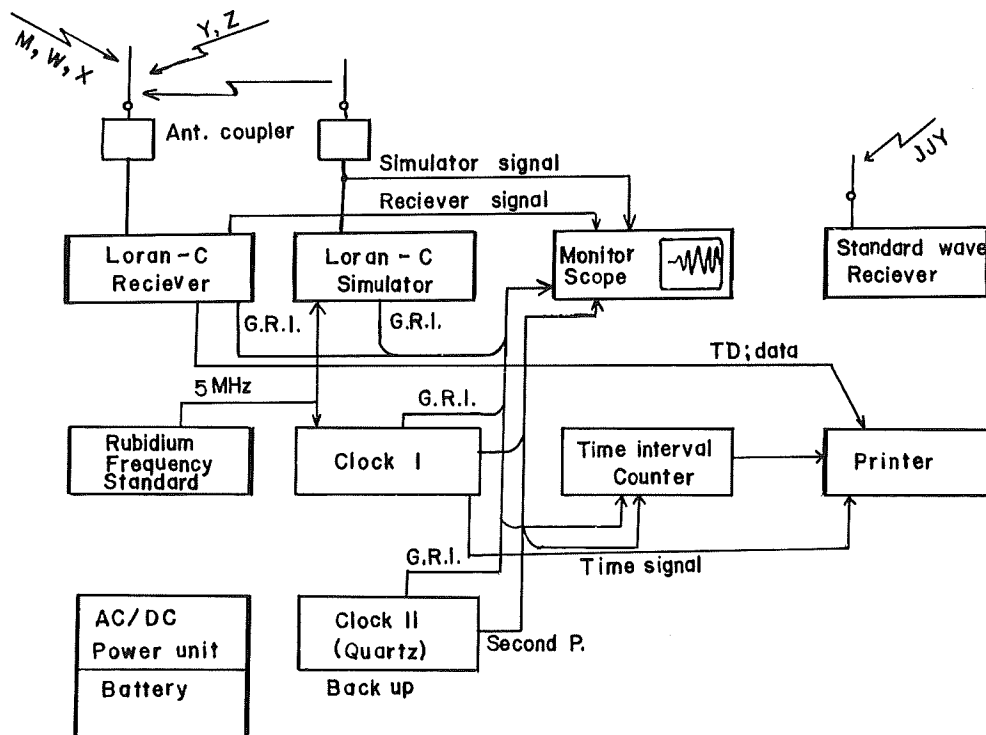 Y, Z
M, W, X
Ant. coupler
JJY
Simulator signal
Reciever signal
Loran-C
Reciever
Loran - C
Simulator
Monitor
Scope
Standard wave
Reciever
G.R.I.
G.R.I.
TD;data
5 MHz
G.R.I.
Rubidium
Frequency
Standard
Clock I
Time interval
Counter
Printer
G.R.I.
Time signal
AC/DC
Power unit
Battery
Clock II
(Quartz)
Second P.
Back up